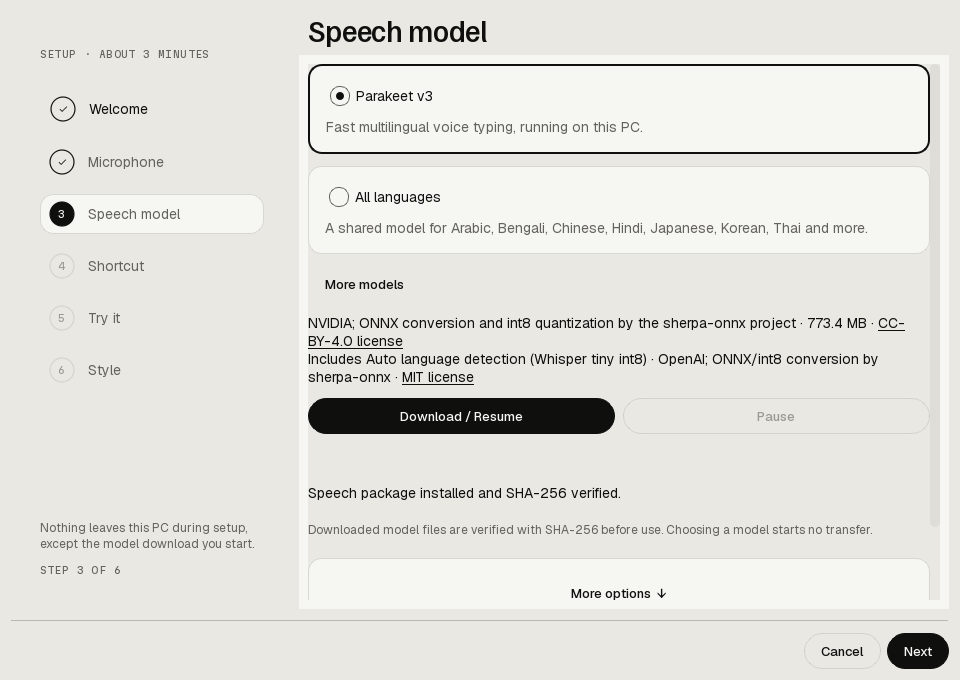 Speech model
SETUP · ABOUT 3 MINUTES
Welcome
Microphone
3 Speech model
4 Shortcut
5 Try it
6 Style
Nothing leaves this PC during setup,
except the model download you start.
STEP 3 OF 6
Parakeet v3
Fast multilingual voice typing, running on this PC.
All languages
A shared model for Arabic, Bengali, Chinese, Hindi, Japanese, Korean, Thai and more.
More models
NVIDIA; ONNX conversion and int8 quantization by the sherpa-onnx project · 773.4 MB · CC-
BY-4.0 license
Includes Auto language detection (Whisper tiny int8) · OpenAI; ONNX/int8 conversion by
sherpa-onnx · MIT license
Download / Resume
Pause
Speech package installed and SHA-256 verified.
Downloaded model files are verified with SHA-256 before use. Choosing a model starts no transfer.
More options ↓
Cancel
Next